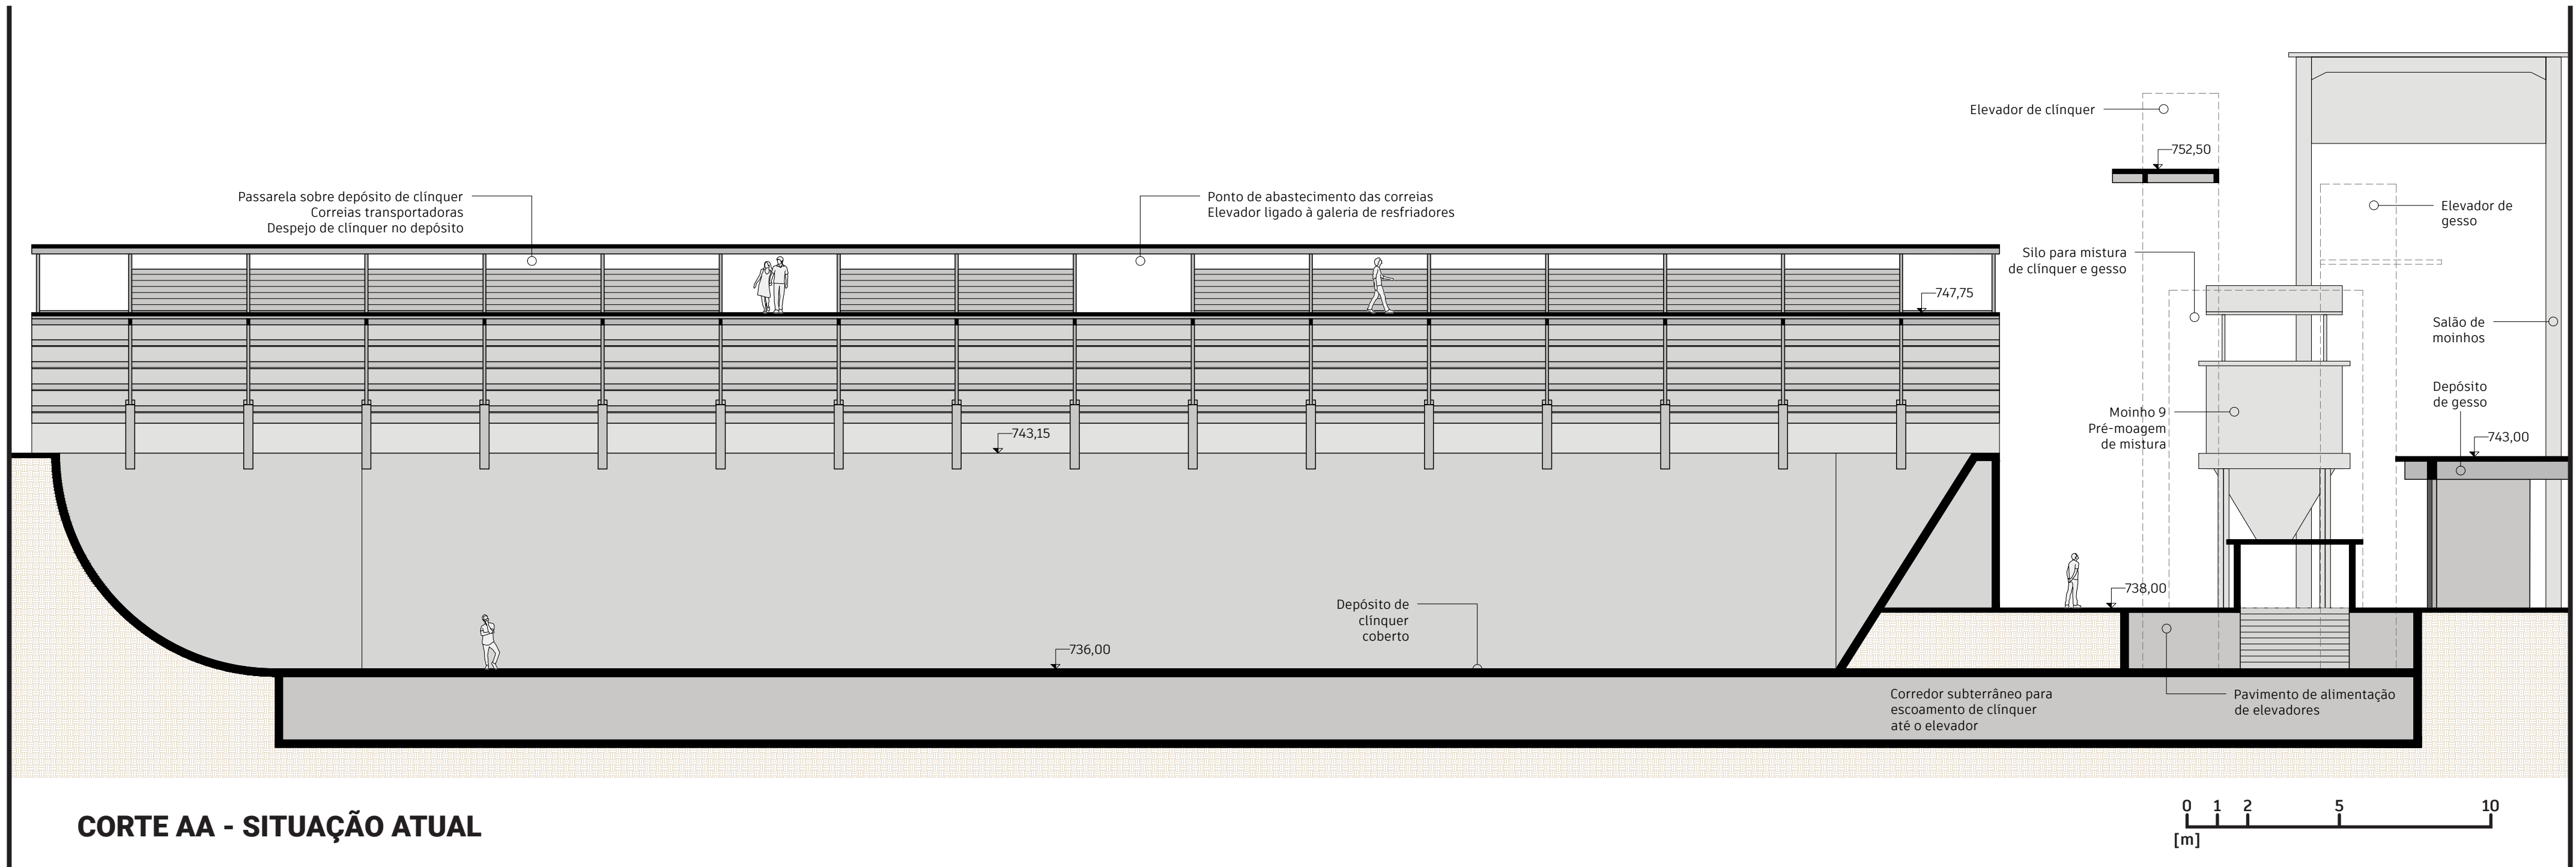 Elevador de clínquer
752,50
Passarela sobre depósito de clínquer
Correias transportadoras
Despejo de clínquer no depósito
Ponto de abastecimento das correias
Elevador ligado à galeria de resfriadores
Elevador de
gesso
Silo para mistura
de clínquer e gesso
747,75
Salão de
moinhos
Depósito
de gesso
Moinho 9
Pré-moagem
de mistura
743,15
743,00
738,00
Depósito de
clínquer
coberto
736,00
Corredor subterrâneo para
escoamento de clínquer
até o elevador
Pavimento de alimentação
de elevadores
CORTE AA - SITUAÇÃO ATUAL
0 1 2 5 10
[m]